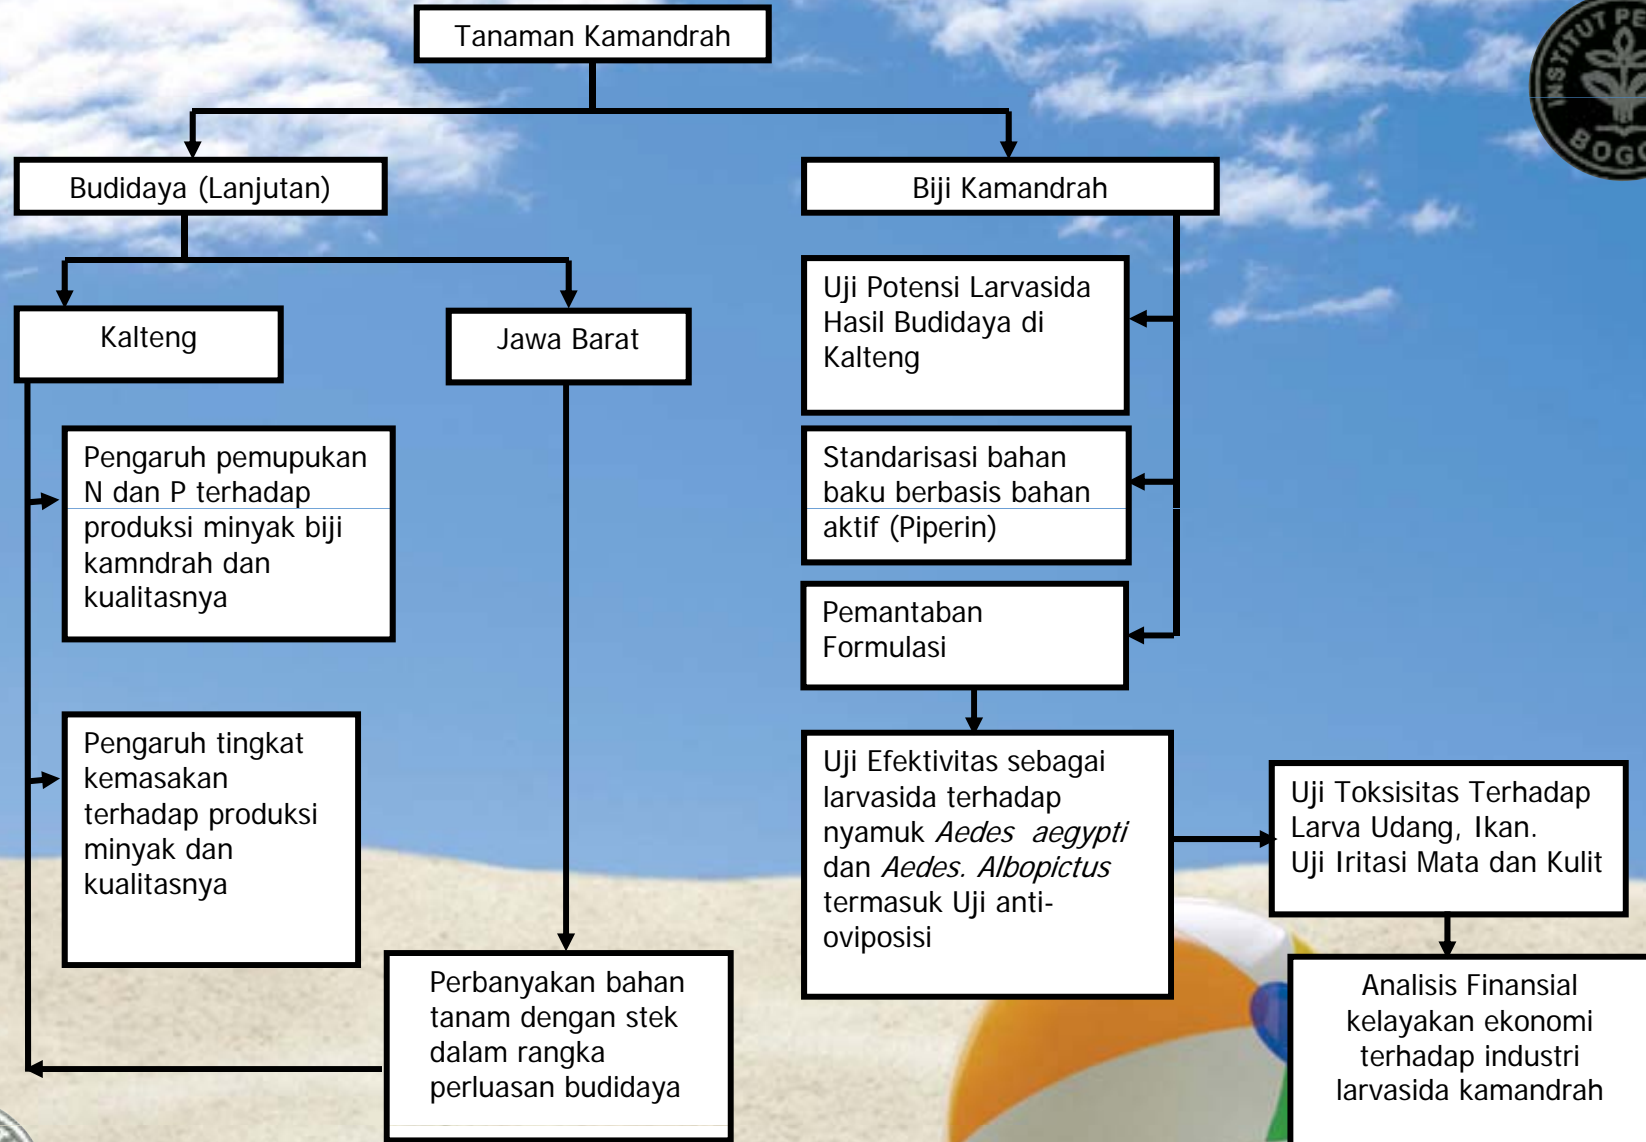 Tanaman Kamandrah
INSTITUT
BOGO
Budidaya (Lanjutan)
Biji Kamandrah
Kalteng
Jawa Barat
Pengaruh pemupukan
N dan P terhadap
produksi minyak biji
kamndrah dan
kualitasnya
Pengaruh tingkat
kemasakan
terhadap produksi
minyak dan
kualitasnya
Perbanyakan bahan
tanam dengan stek
dalam rangka
perluasan budidaya
Uji Potensi Larvasida
Hasil Budidaya di
Kalteng
Standarisasi bahan
baku berbasis bahan
aktif (Piperin)
Pemantaban
Formulasi
Uji Efektivitas sebagai
larvasida terhadap
nyamuk Aedes aegypti
dan Aedes. Albopictus
termasuk Uji anti-
oviposisi
Uji Toksisitas Terhadap
Larva Udang, Ikan.
Uji Iritasi Mata dan Kulit
Analisis Finansial
kelayakan ekonomi
terhadap industri
larvasida kamandrah